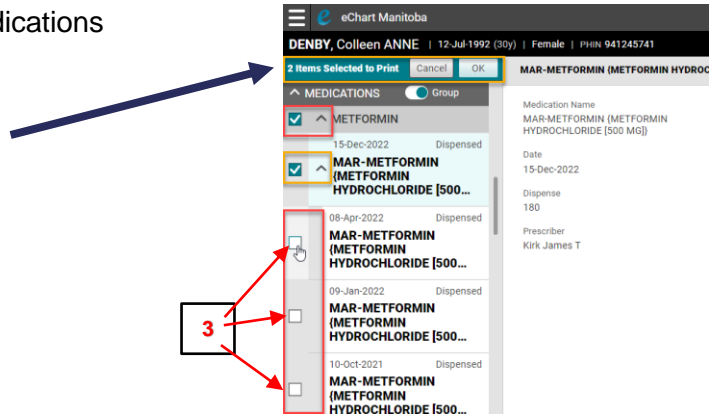 dications
eChart Manitoba
DENBY, Colleen ANNE | 12-Jul-1992 (30y) | Female | PHIN 941245741
2 Items Selected to Print Cancel OK
MAR-METFORMIN (METFORMIN HYDROC
MEDICATIONS Group
METFORMIN
15-Dec-2022 Dispensed
MAR-METFORMIN
{METFORMIN
HYDROCHLORIDE [500...
08-Apr-2022 Dispensed
MAR-METFORMIN
{METFORMIN
HYDROCHLORIDE [500...
09-Jan-2022 Dispensed
MAR-METFORMIN
{METFORMIN
HYDROCHLORIDE [500...
10-Oct-2021 Dispensed
MAR-METFORMIN
{METFORMIN
HYDROCHLORIDE [500...
3
Medication Name
MAR-METFORMIN {METFORMIN
HYDROCHLORIDE [500 MG]}
Date
15-Dec-2022
Dispense
180
Prescriber
Kirk James T